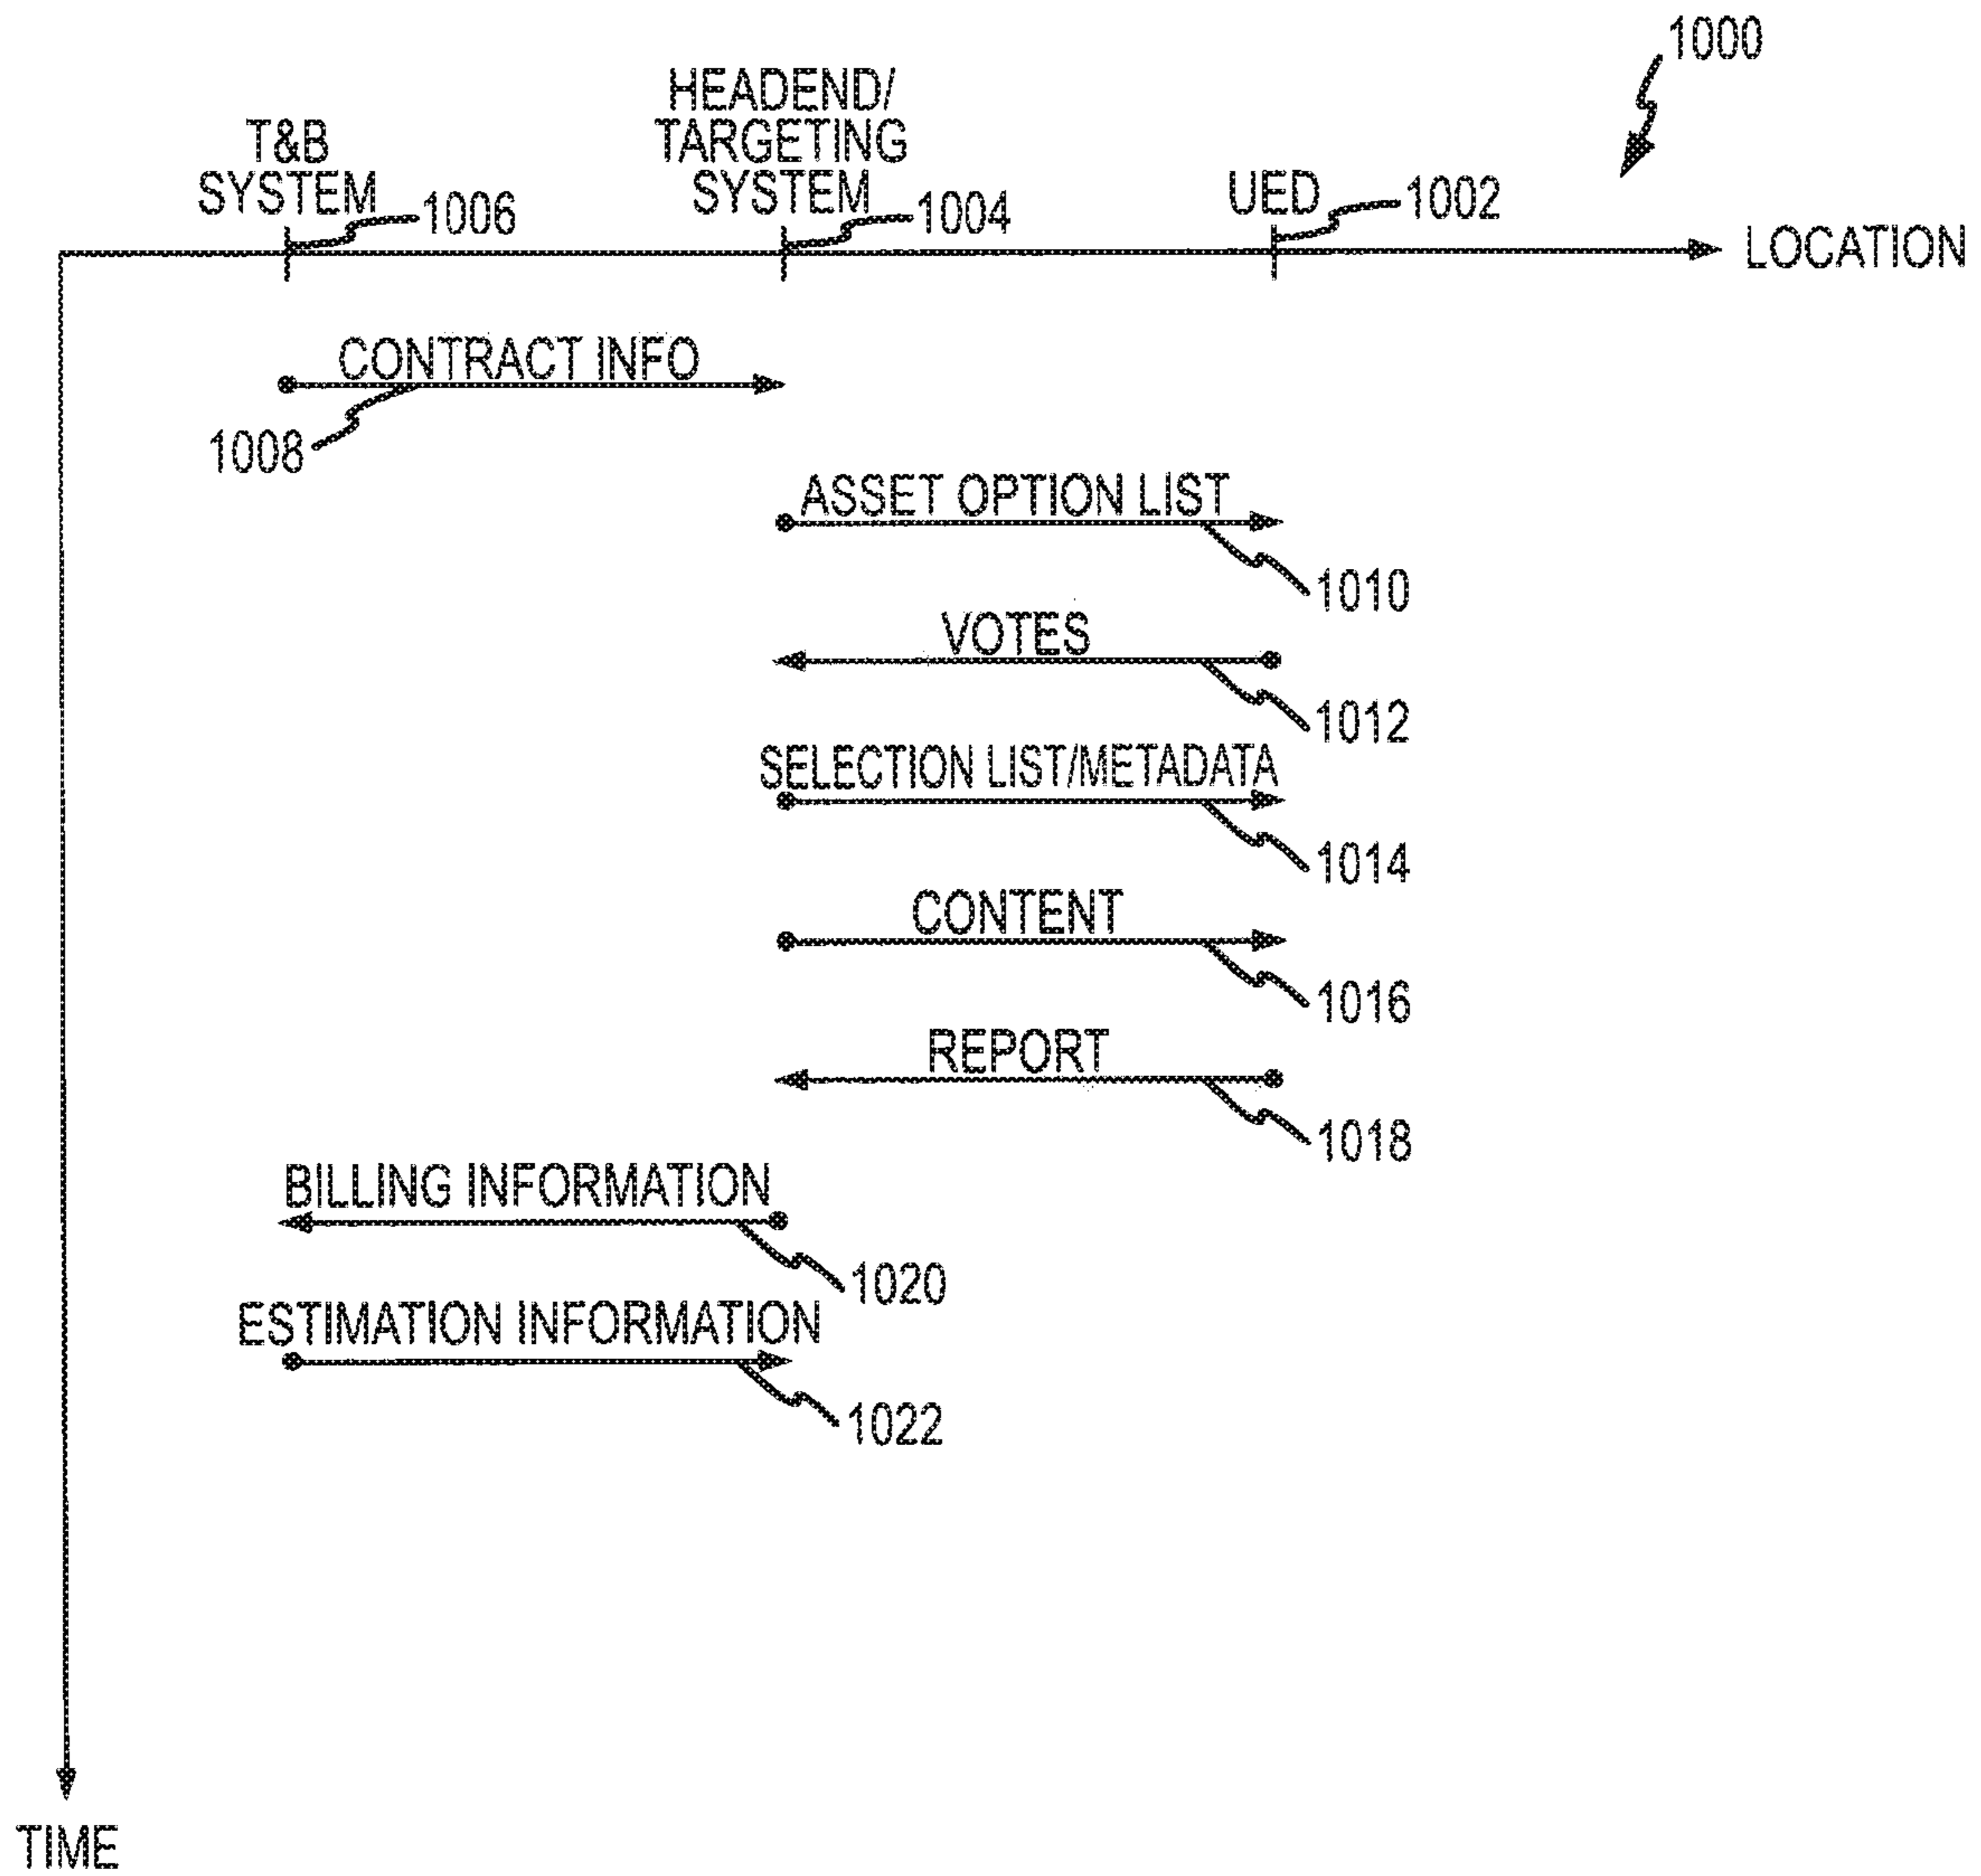 1000
T&B
SYSTEM
1006
HEADEND/
TARGETING
SYSTEM
1004
UED
1002
LOCATION
CONTRACT INFO
1008
ASSET OPTION LIST
1010
VOTES
1012
SELECTION LIST/METADATA
1014
CONTENT
1016
REPORT
1018
BILLING INFORMATION
1020
ESTIMATION INFORMATION
1022
TIME